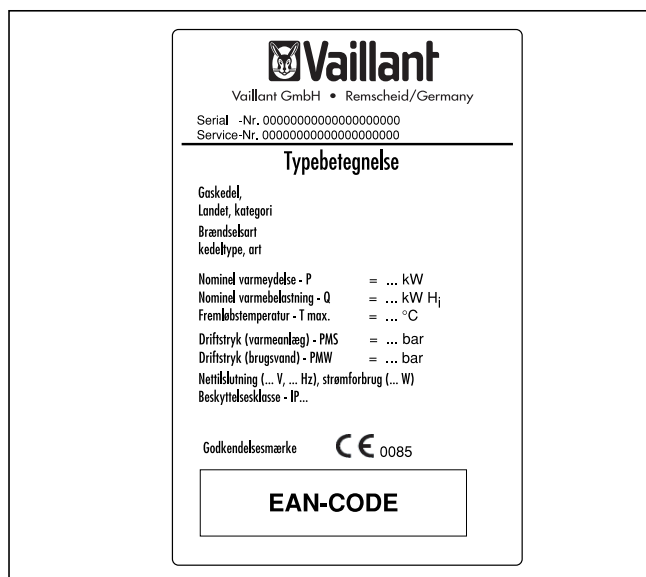 Vaillant
Vaillant GmbH • Remscheid/Germany
Serial -Nr. 00000000000000000000
Service-Nr. 00000000000000000000
Typebetegnelse
Gaskedel,
Landet, kategori
Brændselsart
kedeltype, art
Nominel varmeydelse - P = ... kW
Nominel varmebelastning - Q = ... kW Hi
Fremløbstemperatur - T max. = ... °C
Driftstryk (varmeanlæg) - PMS = ... bar
Driftstryk (brugsvand) - PMW = ... bar
Nettilslutning (... V, ... Hz), strømforbrug (... W)
Beskyttelsesklasse - IP...
Godkendelsesmærke CE 0085
EAN-CODE